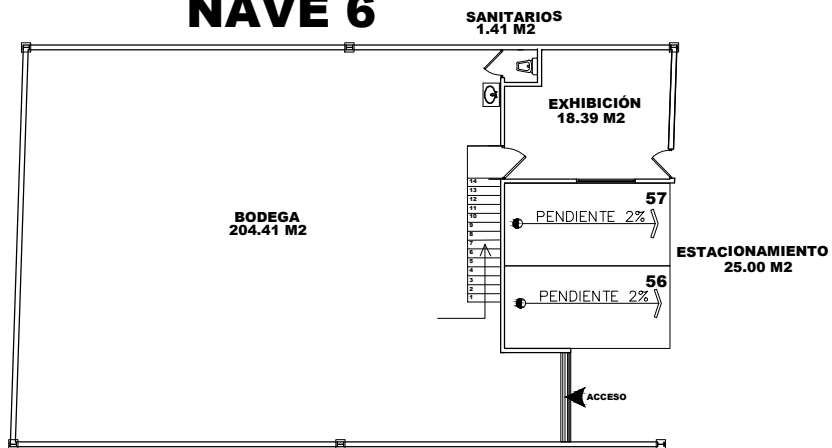 NAVE 6
SANITARIOS
1.41 M2
EXHIBICIÓN
18.39 M2
14
13
12
11
10
9
8
7
6
5
4
3
2
1
BODEGA
204.41 M2
57
PENDIENTE 2%
ESTACIONAMIENTO
25.00 M2
56
PENDIENTE 2%
ACCESO